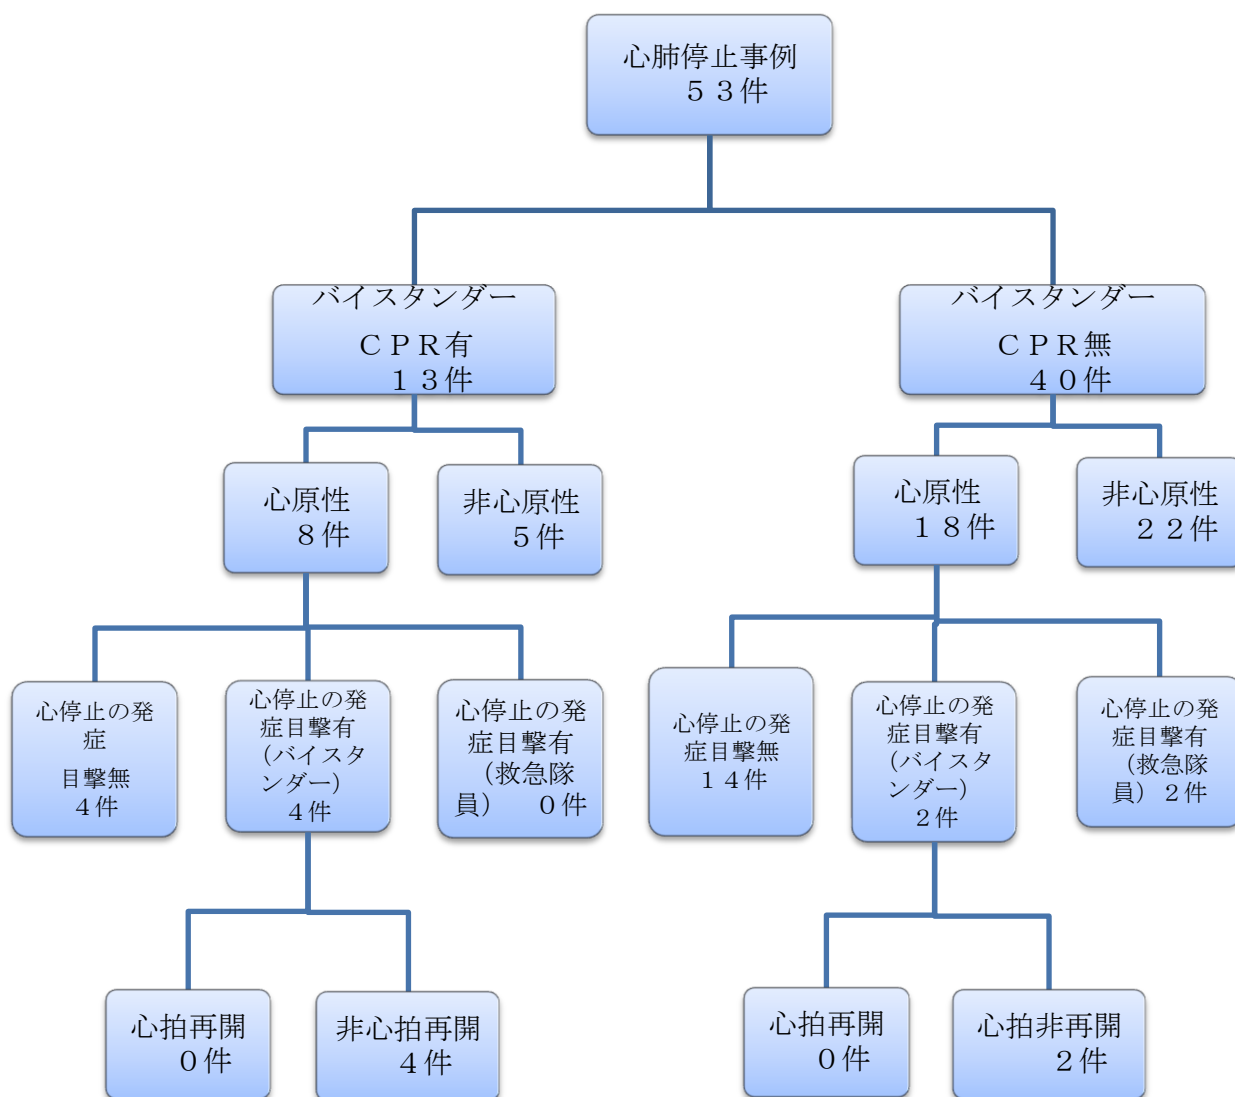 心肺停止事例
５３件
バイスタンダー
ＣＰＲ有
１３件
バイスタンダー
ＣＰＲ無
４０件
心原性
８件
非心原性
５件
心原性
１８件
非心原性
２２件
心停止の発
症
目撃無
４件
心停止の発
症目撃有
（バイスタ
ンダー）
４件
心停止の発
症目撃有
（救急隊
員）　０件
心停止の発
症目撃無
１４件
心停止の発
症目撃有
（バイスタ
ンダー）
２件
心停止の発
症目撃有
（救急隊
員）２件
心拍再開
０件
非心拍再開
４件
心拍再開
０件
心拍非再開
２件